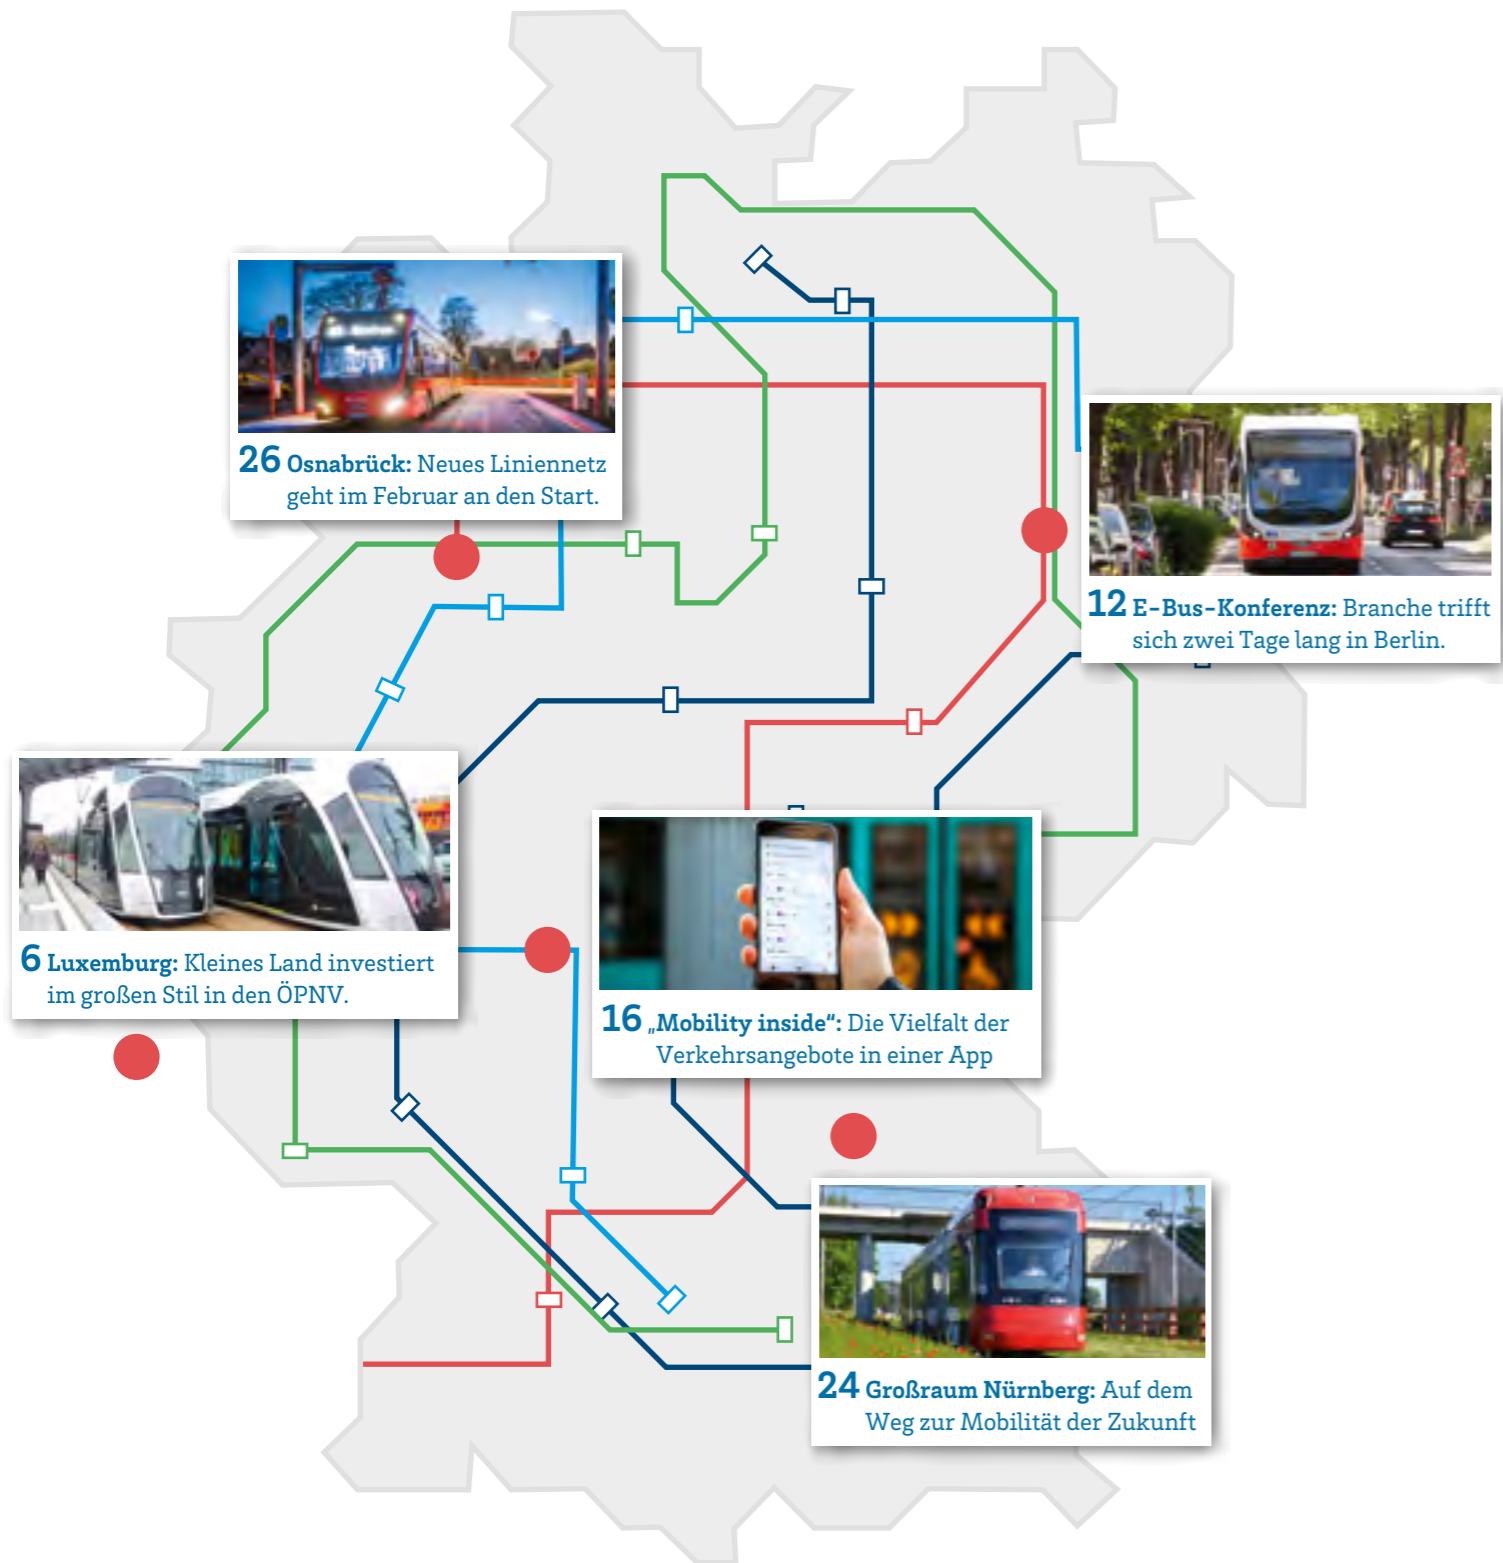 26 Osnabrück: Neues Liniennetz
geht im Februar an den Start.
12 E-Bus-Konferenz: Branche trifft
sich zwei Tage lang in Berlin.
6 Luxemburg: Kleines Land investiert
im großen Stil in den ÖPNV.
16 „Mobility inside“: Die Vielfalt der
Verkehrsangebote in einer App
24 Großraum Nürnberg: Auf dem
Weg zur Mobilität der Zukunft